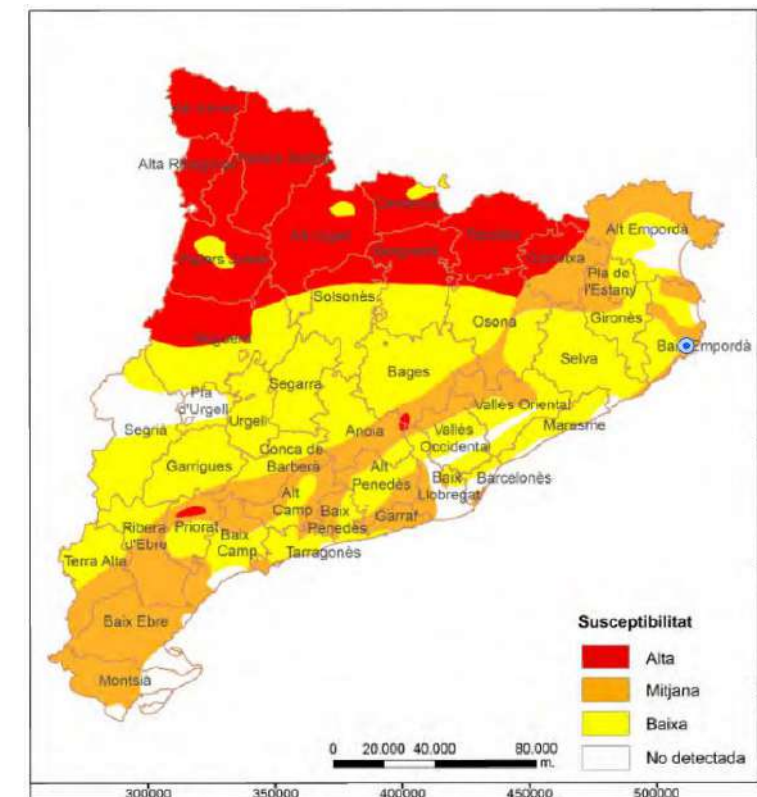 Alta
Alt Empordà
Pla de
l'Estany
Solsonès
Osona
Gironès
Baix Empordà
Bages
Selva
Pla
d'Urgell
Segarra
Urgell
Segrià
Anoia
Vallès Oriental
Maresme
Vallès
Occidental
Garrigues
Conca de
Barberà
Alt
Penedès
Baix
Llobregat
Barcelonès
Alt
Camp
Baix
Penedès
Garraf
Ribera
d'Ebre
Priorat
Baix
Camp
Tarragonès
Terra Alta
Baix Ebre
Montsià
Susceptibilitat
Alta
Mitjana
Baixa
No detectada
0 20.000 40.000 80.000
m.
300000 350000 400000 450000 500000